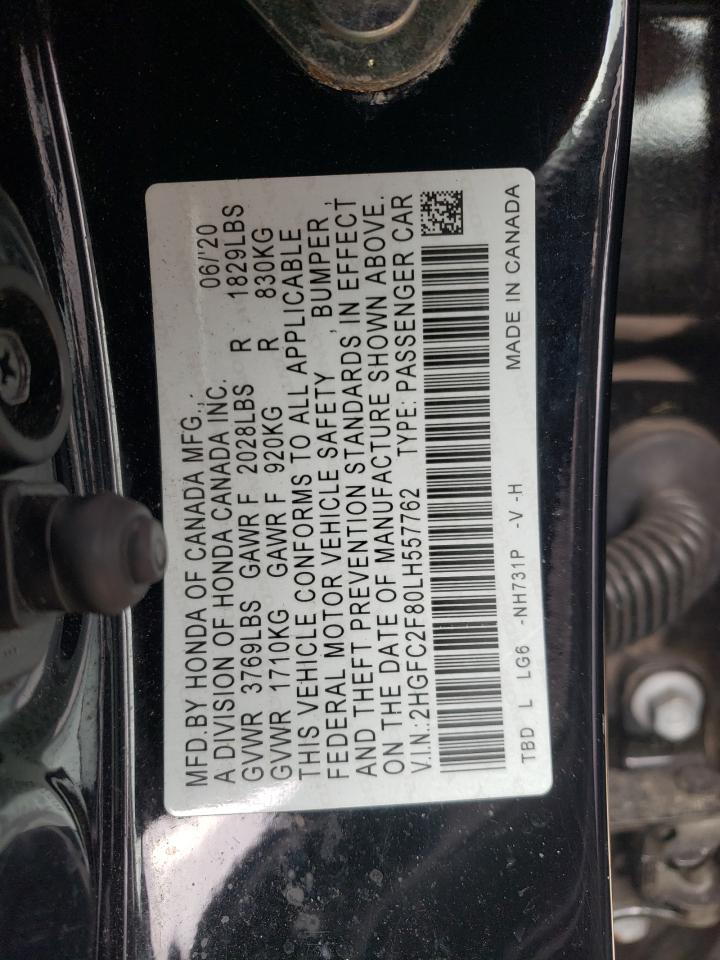 MFD.BY HONDA OF CANADA MFG., 06/'20
A DIVISION OF HONDA CANADA INC.
GVWR 3769LBS GAWR F 2028LBS R 1829LBS
GVWR 1710KG GAWR F 920KG R 830KG
THIS VEHICLE CONFORMS TO ALL APPLICABLE
FEDERAL MOTOR VEHICLE SAFETY, BUMPER,
AND THEFT PREVENTION STANDARDS IN EFFECT
ON THE DATE OF MANUFACTURE SHOWN ABOVE.
V.I.N.:2HGFC2F80LH557762 TYPE: PASSENGER CAR
TBD L LG6 -NH731P -V-H MADE IN CANADA